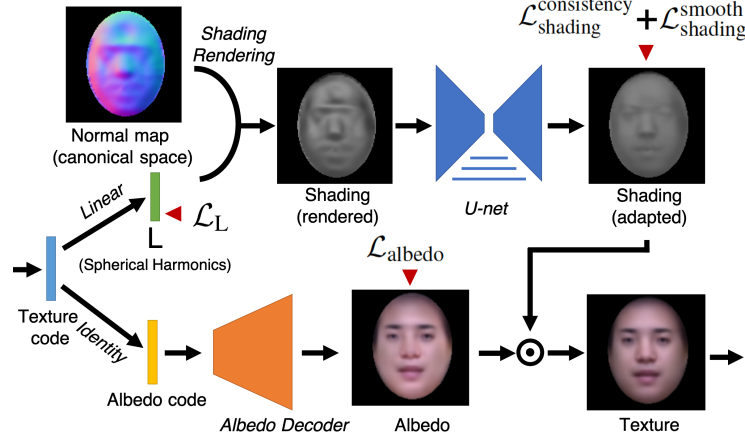 Shading
Rendering
ℒ^consistency_shading + ℒ^smooth_shading
Normal map
(canonical space)
Shading
(rendered)
U-net
Shading
(adapted)
Linear
ℒ_L
L
(Spherical Harmonics)
ℒ_albedo
Texture
code
Identity
Albedo code
Albedo Decoder
Albedo
Texture